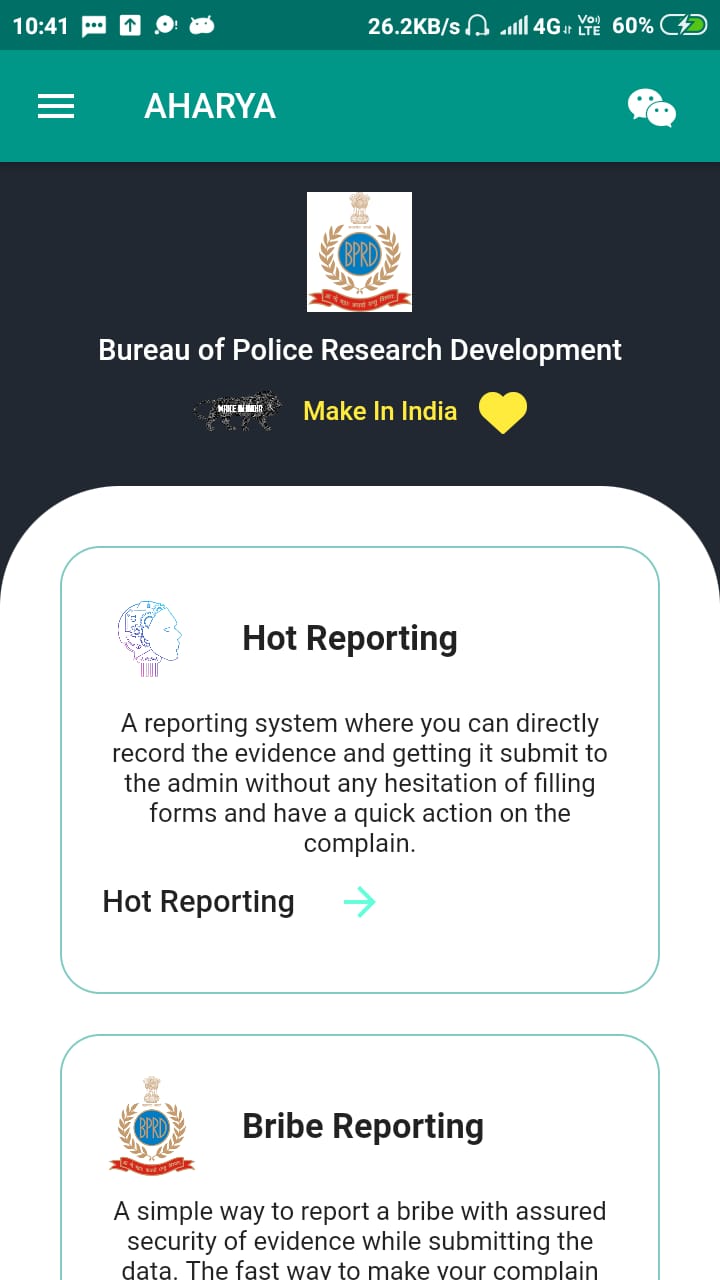 10:41 26.2KB/s 4G VoI) LTE 60%
AHARYA
BPRD
Bureau of Police Research Development
MAKE IN INDIA Make In India
Hot Reporting
A reporting system where you can directly
record the evidence and getting it submit to
the admin without any hesitation of filling
forms and have a quick action on the
complain.
Hot Reporting
BPRD
Bribe Reporting
A simple way to report a bribe with assured
security of evidence while submitting the
data. The fast way to make your complain